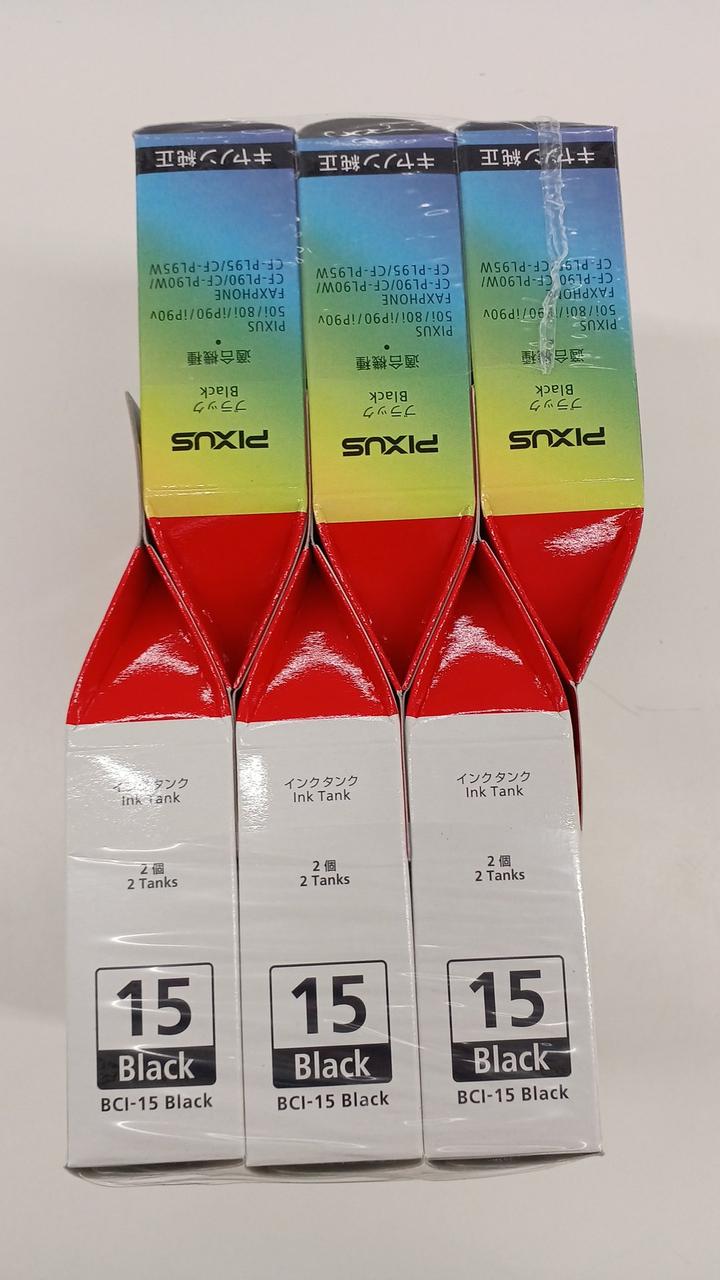 キヤノン純正
PIXUS
ブラック
Black
適合機種
PIXUS
50i/80i/iP90/iP90v
FAXPHONE
CF-PL90/CF-PL90W/
CF-PL95/CF-PL95W
キヤノン純正
PIXUS
ブラック
Black
適合機種
PIXUS
50i/80i/iP90/iP90v
FAXPHONE
CF-PL90/CF-PL90W/
CF-PL95/CF-PL95W
キヤノン純正
PIXUS
ブラック
Black
適合機種
PIXUS
50i/80i/iP90/iP90v
FAXPHONE
CF-PL90/CF-PL90W/
CF-PL95/CF-PL95W
インクタンク
Ink Tank
2個
2 Tanks
15
Black
BCI-15 Black
インクタンク
Ink Tank
2個
2 Tanks
15
Black
BCI-15 Black
インクタンク
Ink Tank
2個
2 Tanks
15
Black
BCI-15 Black